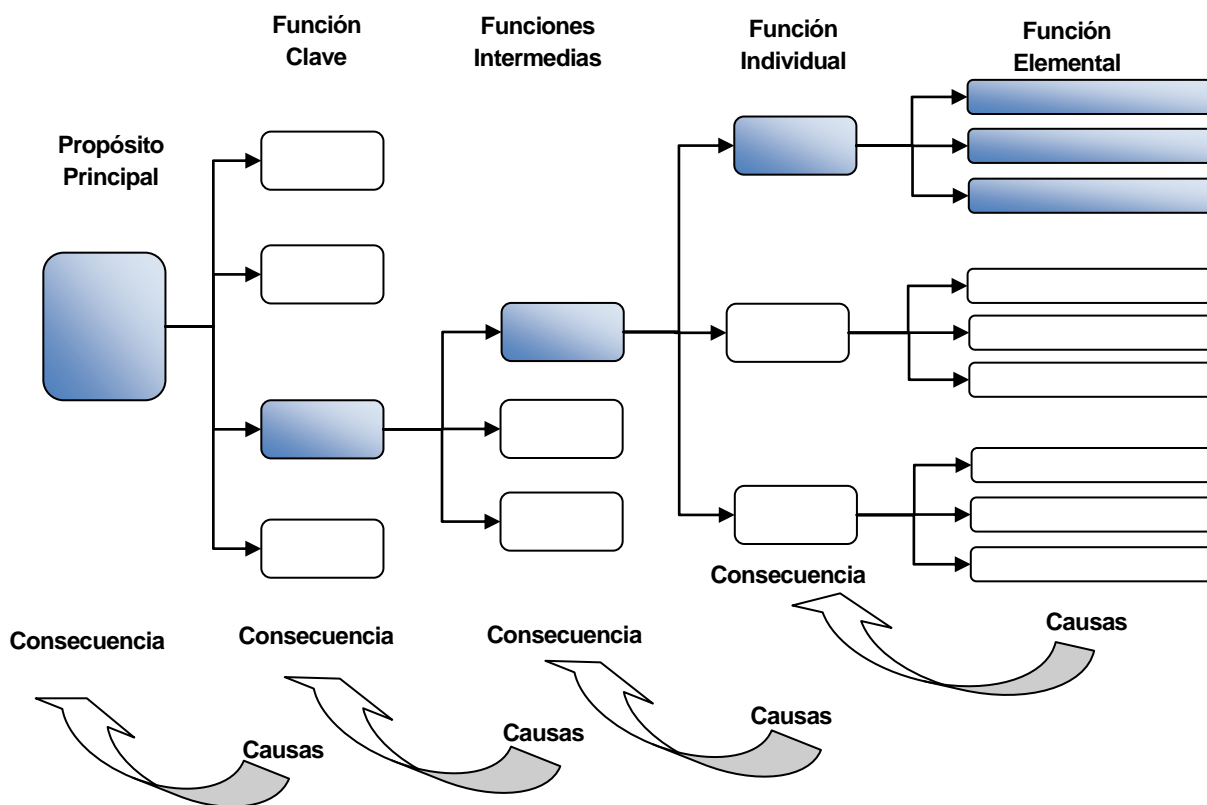 Función
Clave
Funciones
Intermedias
Función
Individual
Función
Elemental
Propósito
Principal
Consecuencia
Causas
Consecuencia
Causas
Consecuencia
Causas
Consecuencia
Causas